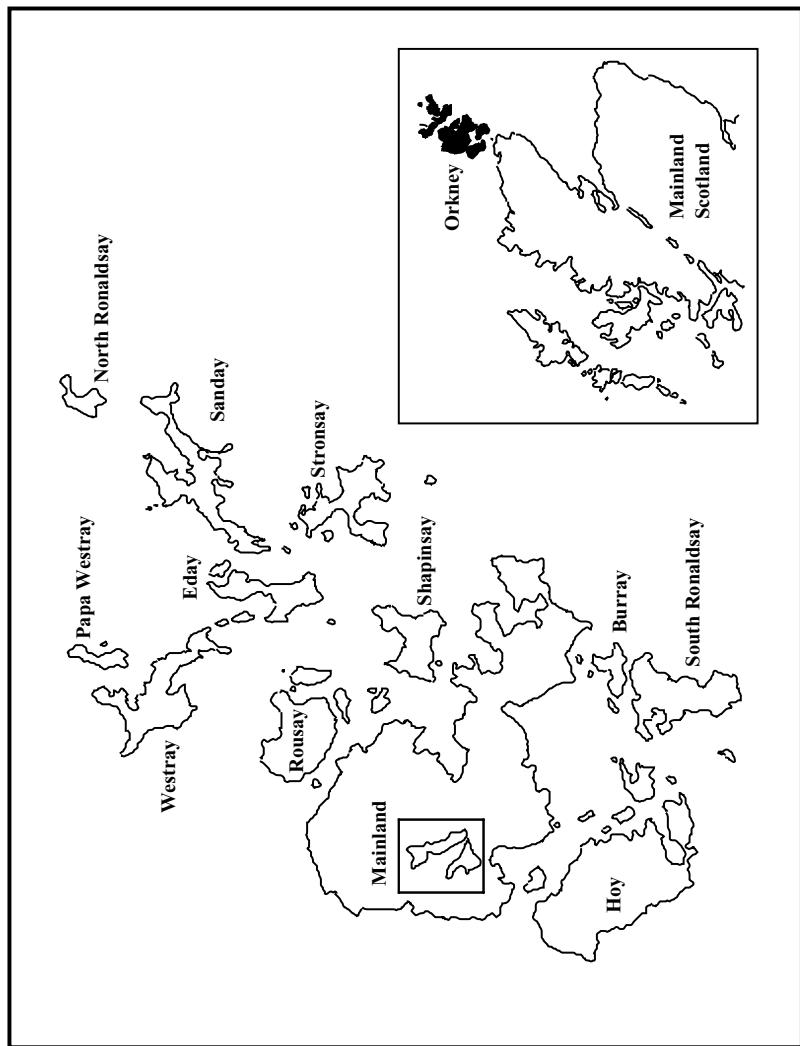 North Ronaldsay
Papa Westray
Sanday
Westray
Eday
Stronsay
Rousay
Shapinsay
Mainland
Burray
South Ronaldsay
Hoy
Orkney
Mainland
Scotland